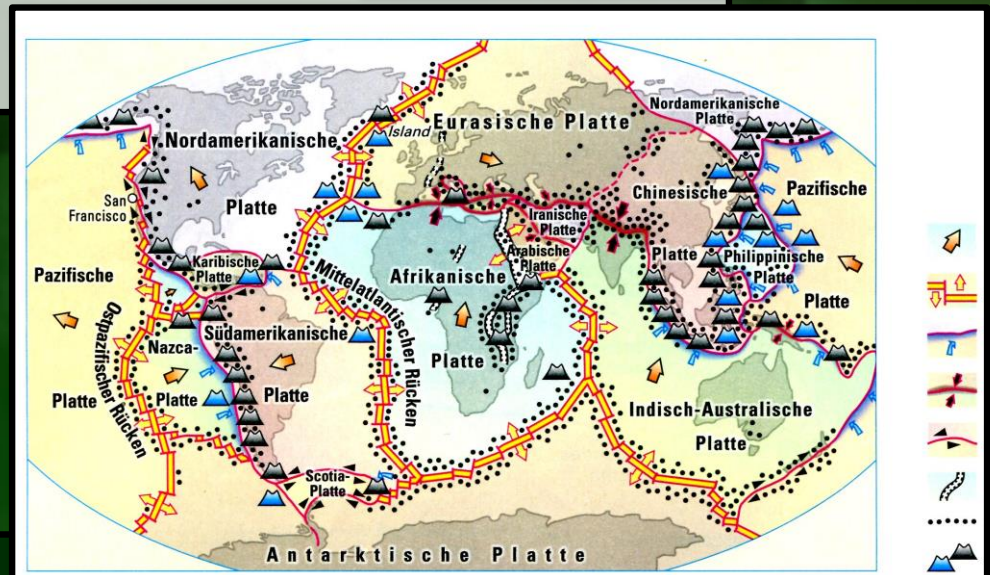 Nordamerikanische
Platte
Island
Eurasische Platte
Nordamerikanische
Platte
San
Francisco
Chinesische
Platte
Pazifische
Platte
Iranische
Platte
Arabische
Platte
Karibische
Platte
Pazifische
Platte
Ostpazifischer Rücken
Mittelatlantischer
Rücken
Afrikanische
Platte
Philippinische
Platte
Südamerikanische
Platte
Nazca-
Platte
Indisch-Australische
Platte
Scotia-
Platte
Antarktische Platte